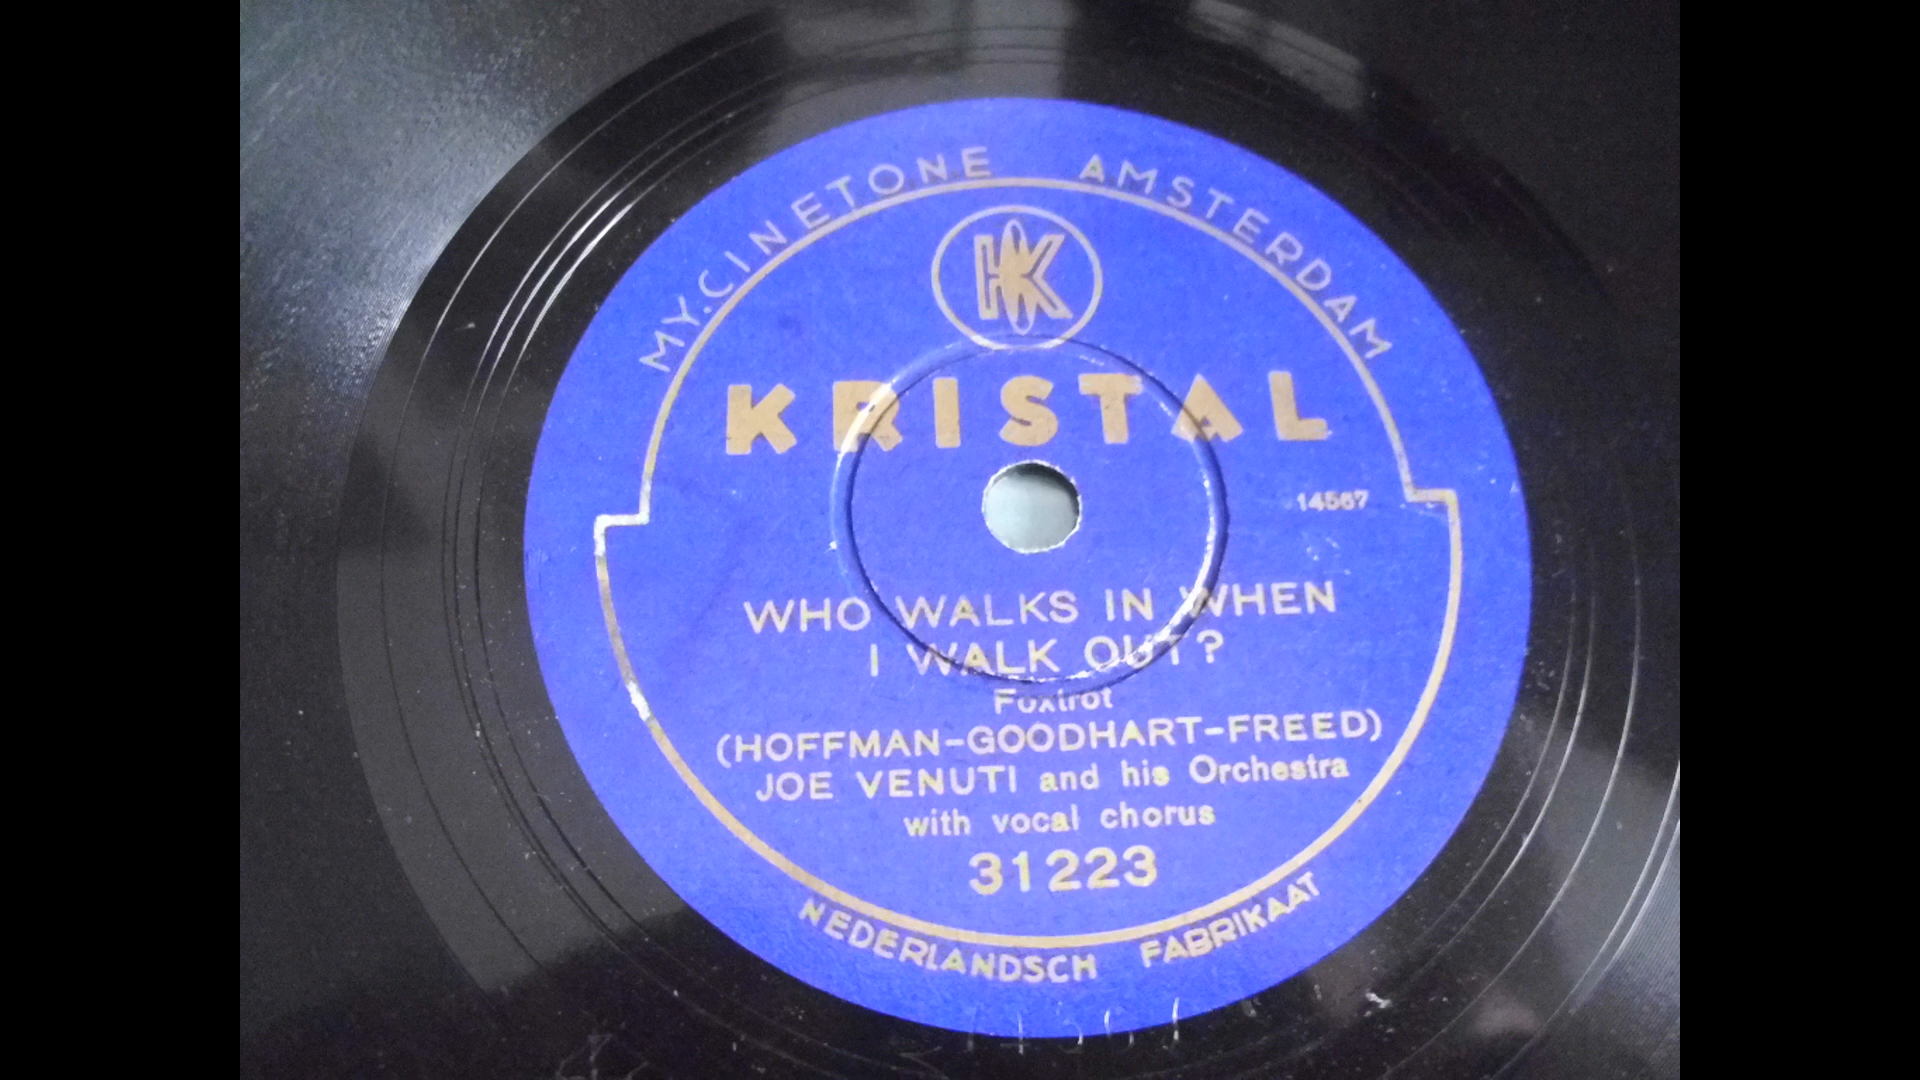 MY. CINETONE AMSTERDAM
K
KRISTAL
14567
WHO WALKS IN WHEN
I WALK OUT?
Foxtrot
(HOFFMAN-GOODHART-FREED)
JOE VENUTI and his Orchestra
with vocal chorus
31223
NEDERLANDSCH FABRIKAAT